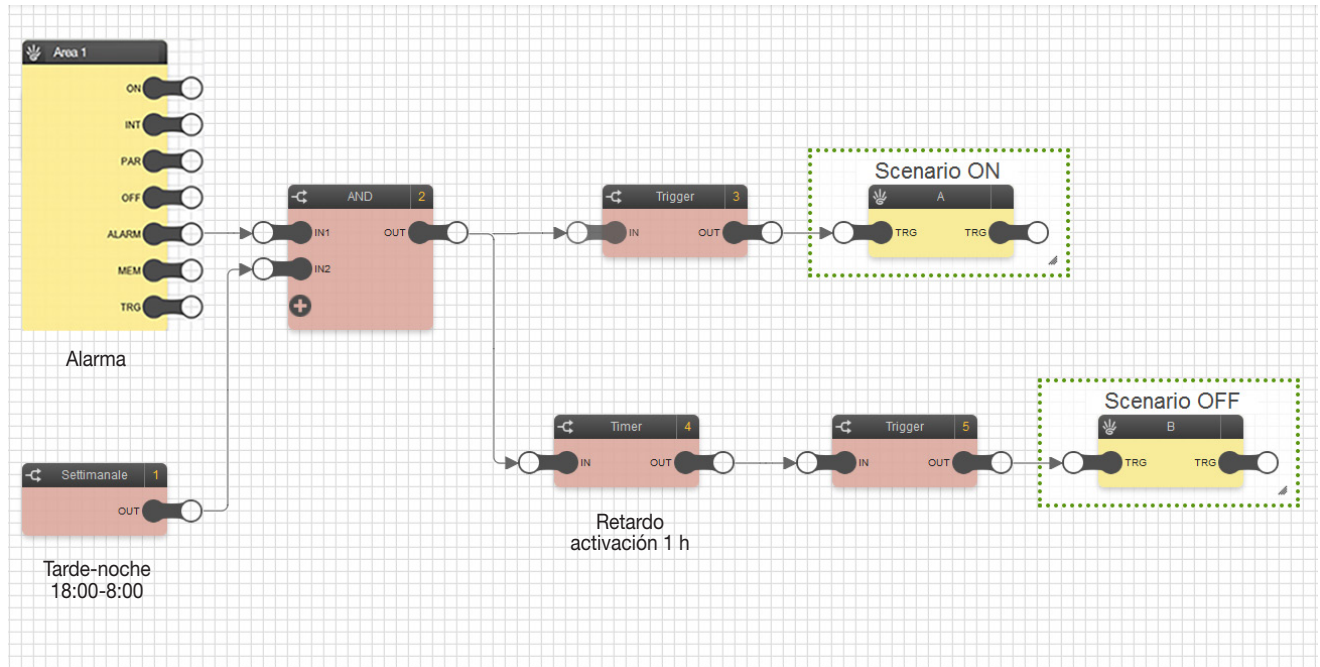 Area 1
ON
INT
PAR
OFF
ALARM
MEM
TRG
Alarma
Settimanale 1
OUT
Tarde-noche
18:00-8:00
AND 2
IN1 OUT
IN2
Trigger 3
IN OUT
Scenario ON
A
TRG TRG
Timer 4
IN OUT
Retardo
activación 1 h
Trigger 5
IN OUT
Scenario OFF
B
TRG TRG